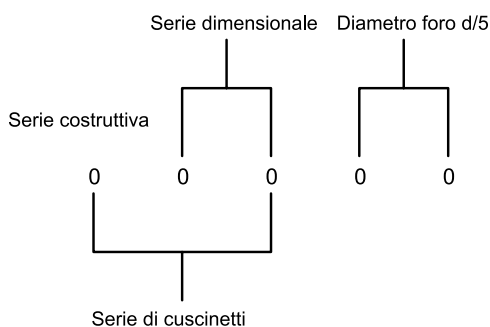 Serie dimensionale Diametro foro d/5
Serie costruttiva
0 0 0 0 0
Serie di cuscinetti